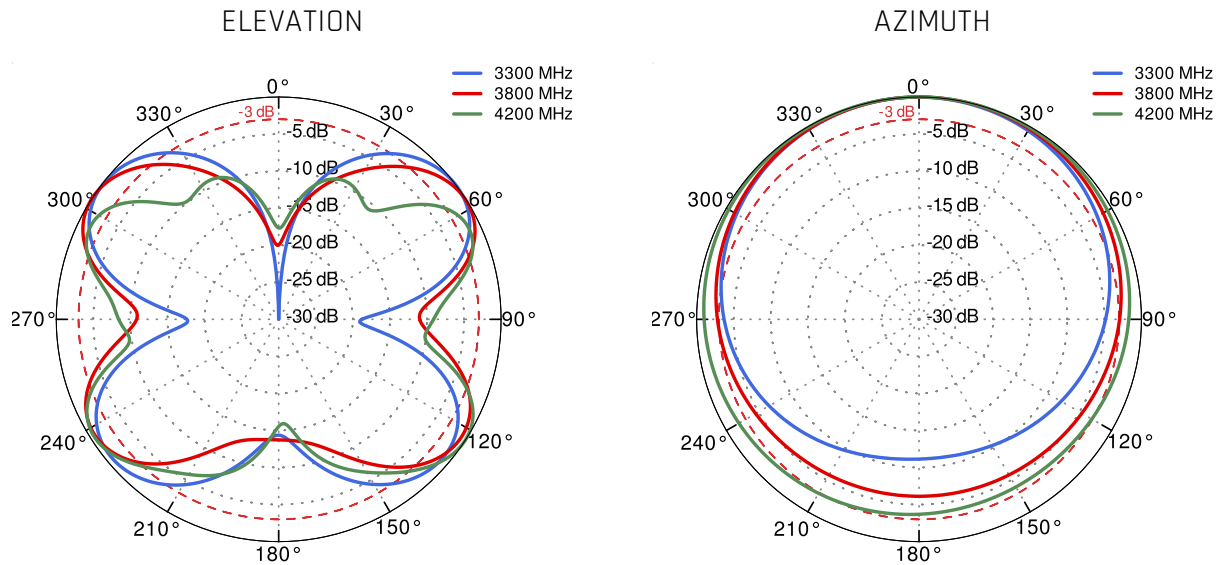 ELEVATION
3300 MHz
3800 MHz
4200 MHz
0°
-3 dB
330°
30°
-5 dB
-10 dB
300°
60°
-15 dB
-20 dB
-25 dB
270°
-30 dB
90°
240°
120°
210°
150°
180°
AZIMUTH
3300 MHz
3800 MHz
4200 MHz
0°
-3 dB
330°
30°
-5 dB
-10 dB
300°
60°
-15 dB
-20 dB
-25 dB
270°
-30 dB
90°
240°
120°
210°
150°
180°